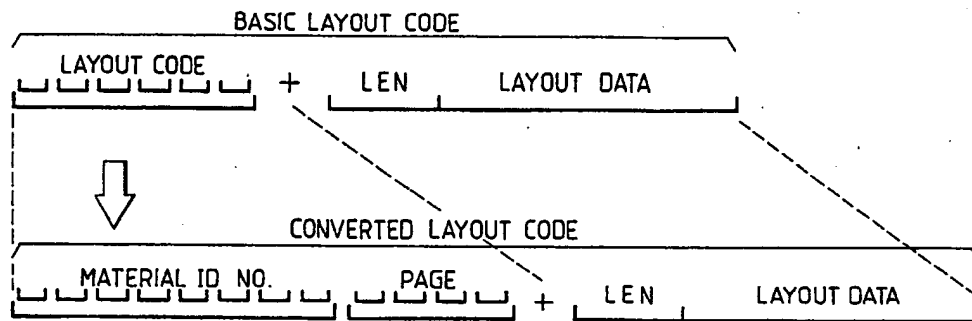 BASIC LAYOUT CODE
LAYOUT CODE + LEN LAYOUT DATA
CONVERTED LAYOUT CODE
MATERIAL ID NO. PAGE + LEN LAYOUT DATA